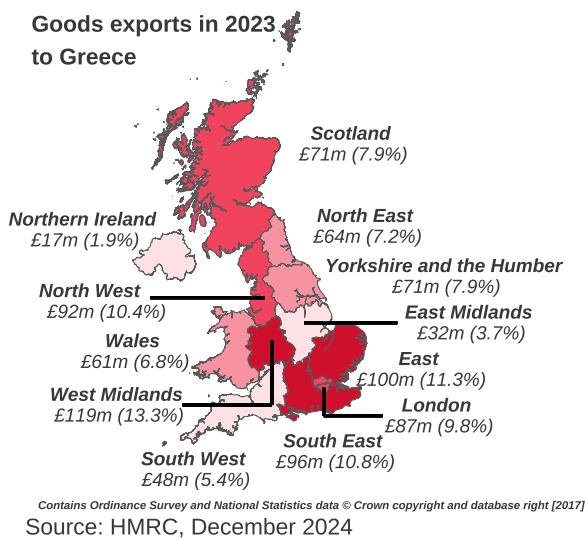 Goods exports in 2023
to Greece
Scotland
£71m (7.9%)
Northern Ireland
£17m (1.9%)
North East
£64m (7.2%)
Yorkshire and the Humber
£71m (7.9%)
North West
£92m (10.4%)
East Midlands
£32m (3.7%)
Wales
£61m (6.8%)
East
£100m (11.3%)
West Midlands
£119m (13.3%)
London
£87m (9.8%)
South East
£96m (10.8%)
South West
£48m (5.4%)
Contains Ordinance Survey and National Statistics data © Crown copyright and database right [2017]
Source: HMRC, December 2024